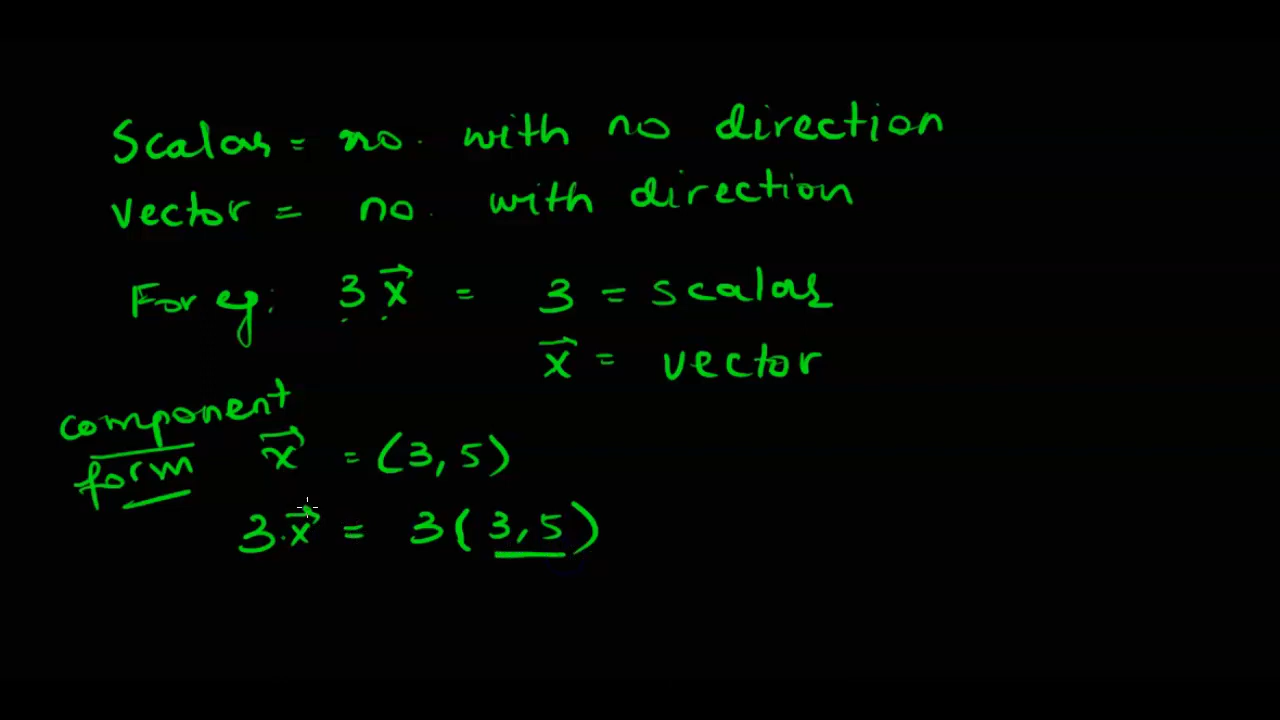 Scalar = no. with no direction
vector = no. with direction
For eg: 3 x⃗ = 3 = scalar
x⃗ = vector
component
form x⃗ = (3, 5)
3 · x⃗ = 3 ( 3, 5 )